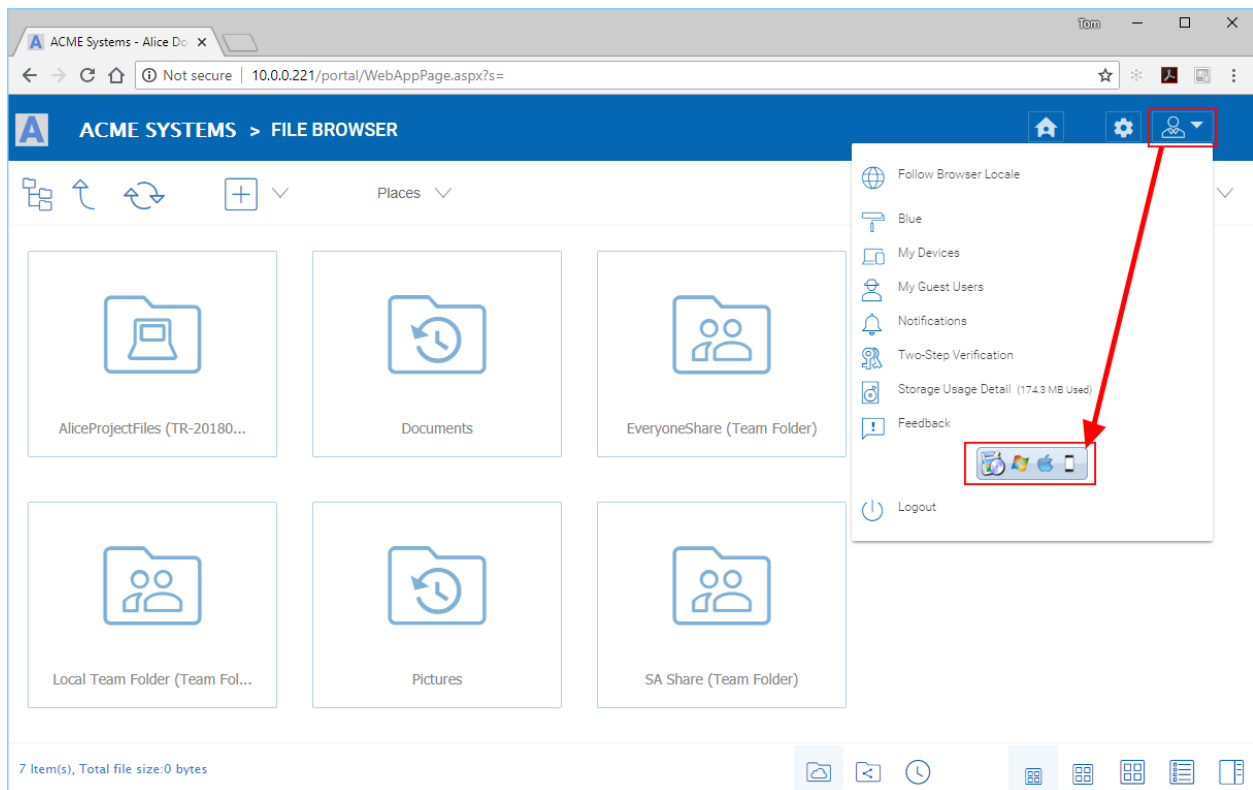 Tom
A ACME Systems - Alice Do
Not secure | 10.0.0.221/portal/WebAppPage.aspx?s=
A ACME SYSTEMS > FILE BROWSER
Places
Follow Browser Locale
Blue
My Devices
My Guest Users
Notifications
Two-Step Verification
Storage Usage Detail (174.3 MB Used)
Feedback
Logout
AliceProjectFiles (TR-20180...
Documents
EveryoneShare (Team Folder)
Local Team Folder (Team Fol...
Pictures
SA Share (Team Folder)
7 Item(s), Total file size:0 bytes